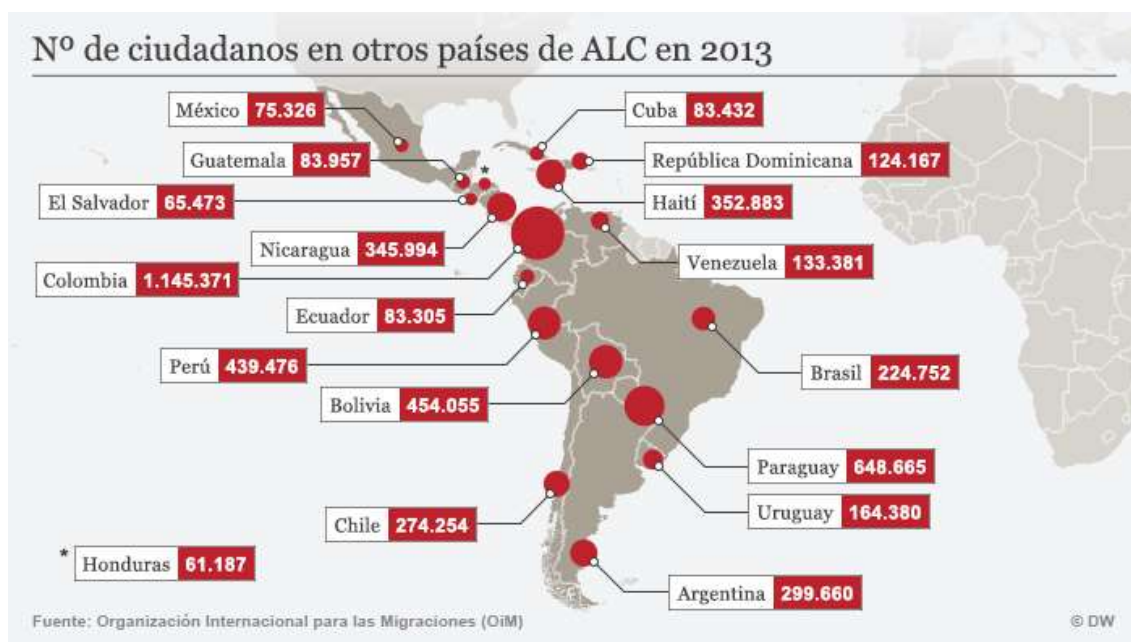 Nº de ciudadanos en otros países de ALC en 2013
México 75.326
Cuba 83.432
Guatemala 83.957
República Dominicana 124.167
*
El Salvador 65.473
Haití 352.883
Nicaragua 345.994
Venezuela 133.381
Colombia 1.145.371
Ecuador 83.305
Perú 439.476
Brasil 224.752
Bolivia 454.055
Paraguay 648.665
Uruguay 164.380
Chile 274.254
* Honduras 61.187
Argentina 299.660
Fuente: Organización Internacional para las Migraciones (OiM)
© DW